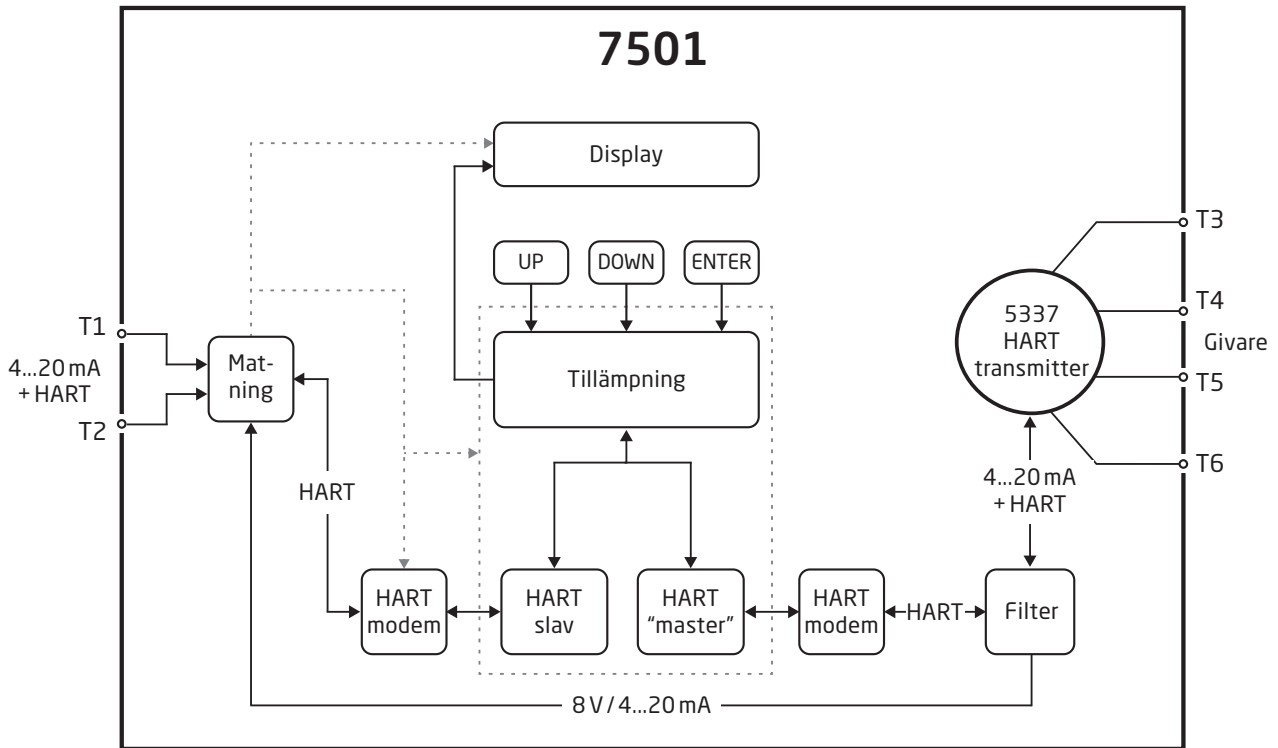 7501
Display
UP
DOWN
ENTER
T1
4...20 mA
+ HART
T2
Mat-
ning
Tillämpning
5337
HART
transmitter
T3
T4
Givare
T5
T6
HART
4...20 mA
+ HART
HART
modem
HART
slav
HART
“master”
HART
modem
HART
Filter
8 V / 4...20 mA